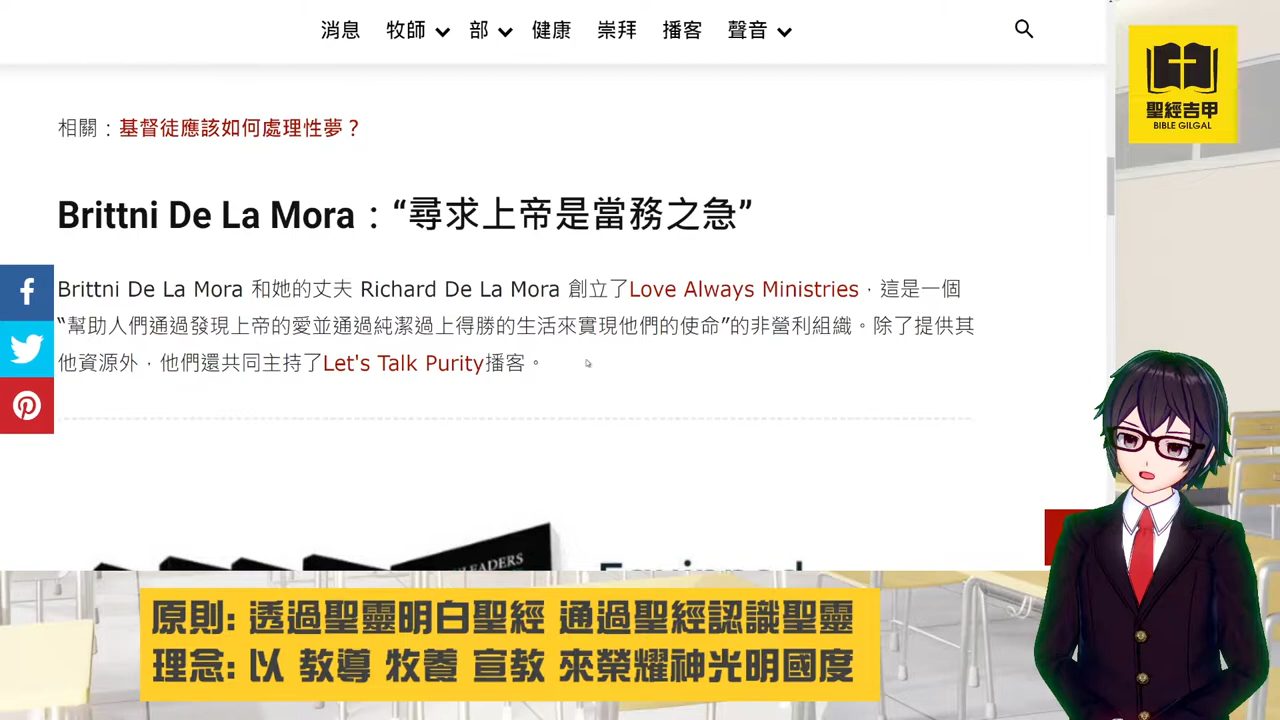 消息 牧師 部 健康 崇拜 播客 聲音
聖經吉甲
BIBLE GILGAL
相關：基督徒應該如何處理性夢？
Brittni De La Mora：“尋求上帝是當務之急”
Brittni De La Mora 和她的丈夫 Richard De La Mora 創立了Love Always Ministries，這是一個
“幫助人們通過發現上帝的愛並通過純潔過上得勝的生活來實現他們的使命”的非營利組織。除了提供其
他資源外，他們還共同主持了Let's Talk Purity播客。
原則: 透過聖靈明白聖經 通過聖經認識聖靈
理念: 以 教導 牧養 宣教 來榮耀神光明國度